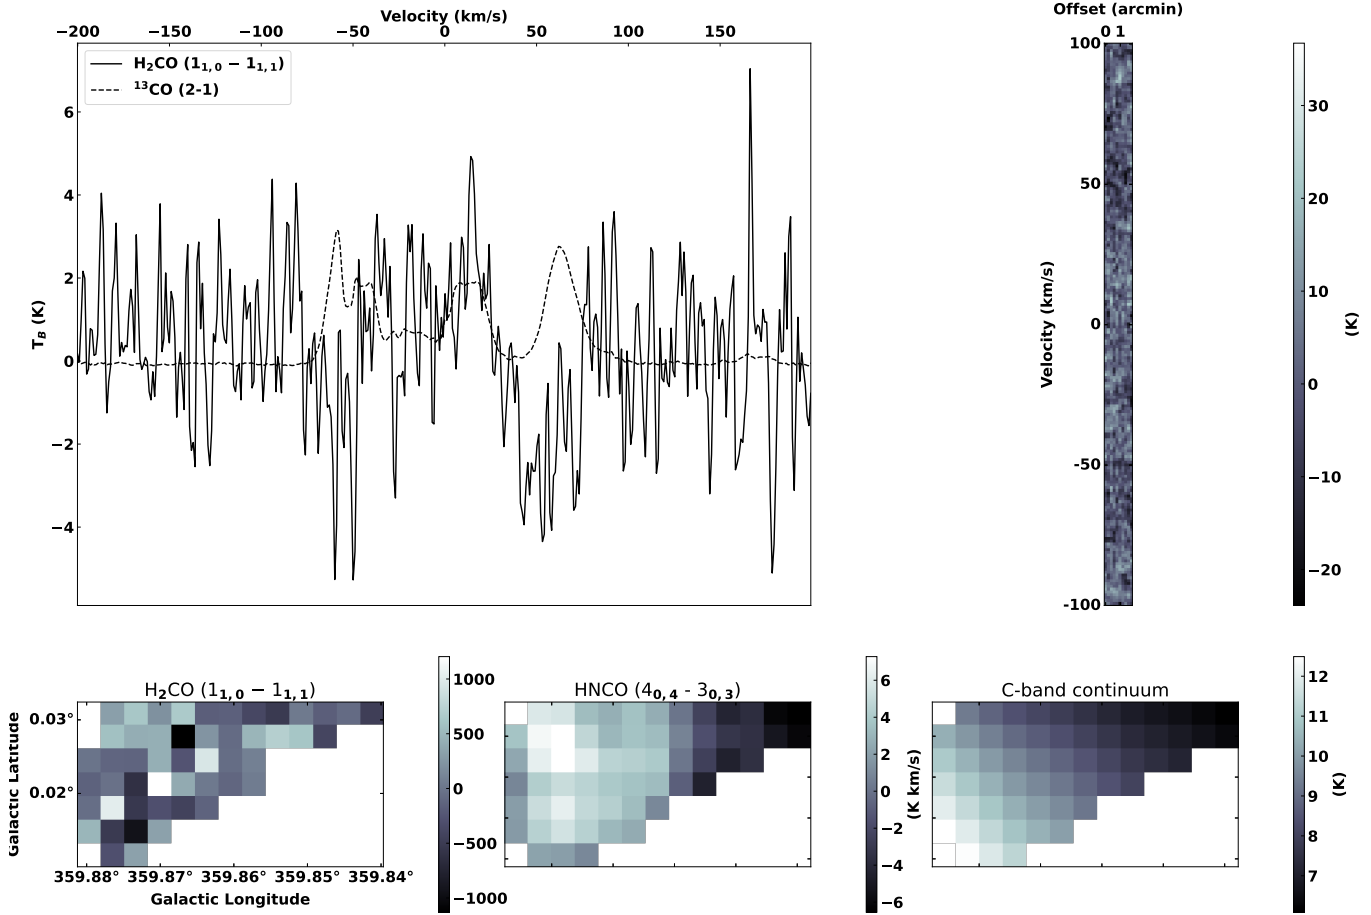 Velocity (km/s)
−200 −150 −100 −50 0 50 100 150
H₂CO (1₁,₀ − 1₁,₁)
¹³CO (2-1)
6
4
2
0
−2
−4
T_B (K)
Offset (arcmin)
0 1
100
50
0
-50
-100
Velocity (km/s)
30
20
10
0
−10
−20
(K)
H₂CO (1₁,₀ − 1₁,₁)
0.03°
0.02°
Galactic Latitude
359.88° 359.87° 359.86° 359.85° 359.84°
Galactic Longitude
1000
500
0
−500
−1000
HNCO (4₀,₄ - 3₀,₃)
6
4
2
0
−2
−4
−6
(K km/s)
C-band continuum
12
11
10
9
8
7
(K)